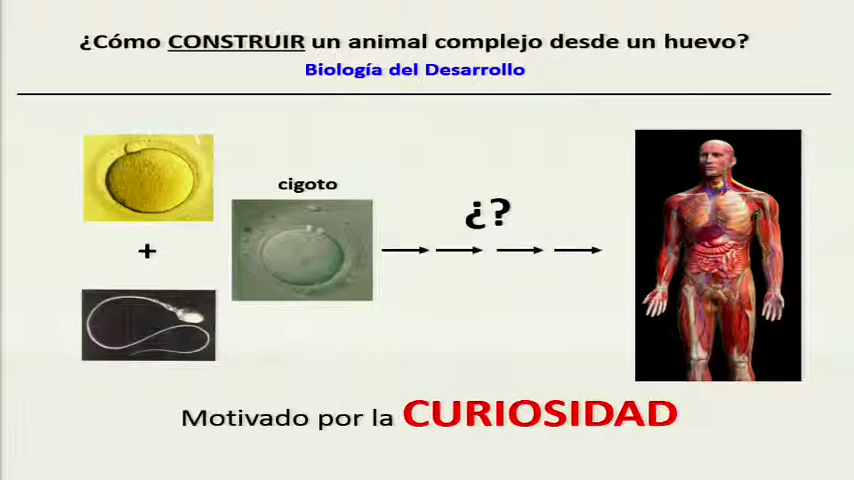 ¿Cómo CONSTRUIR un animal complejo desde un huevo?
Biología del Desarrollo
cigoto
+
¿?
Motivado por la CURIOSIDAD